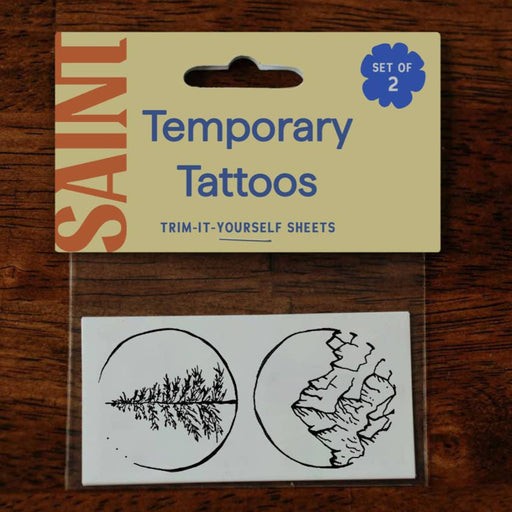 SAINT
Temporary
Tattoos
TRIM-IT-YOURSELF SHEETS
SET OF
2